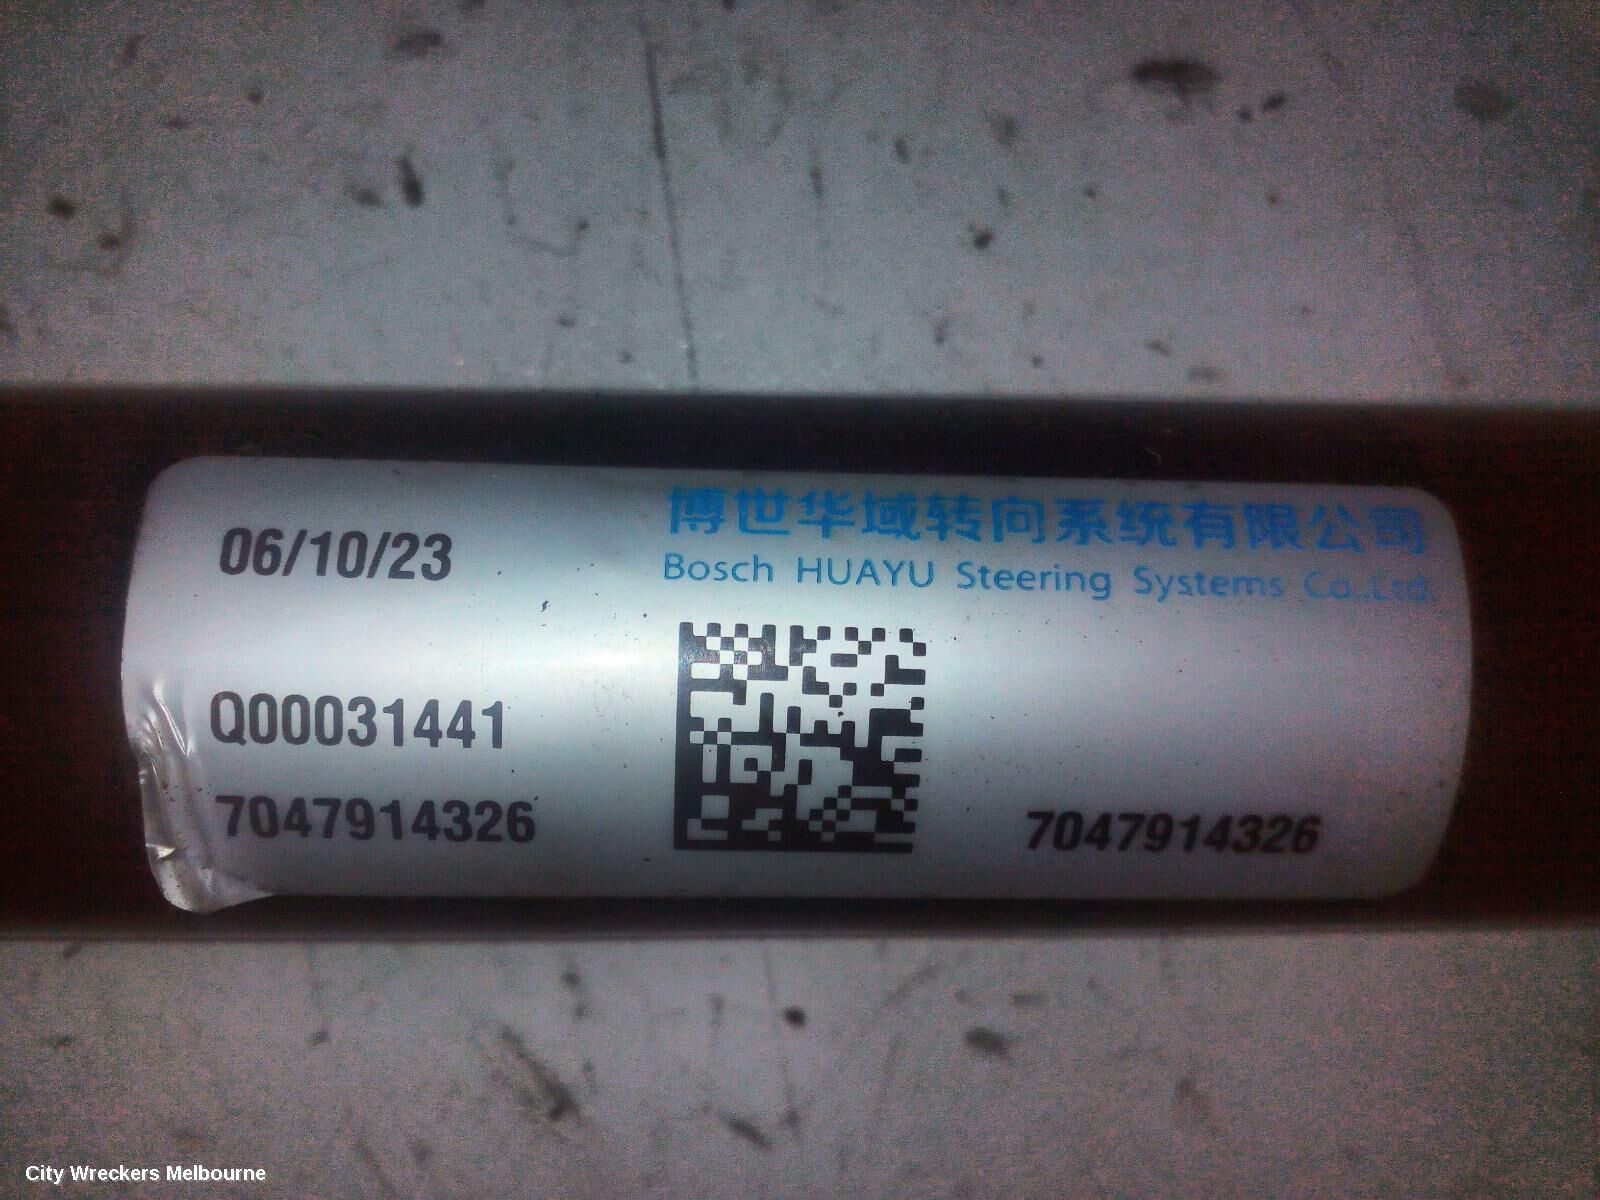 06/10/23
博世华域转向系统有限公司
Bosch HUAYU Steering Systems Co.,Ltd.
Q00031441
7047914326
7047914326
City Wreckers Melbourne